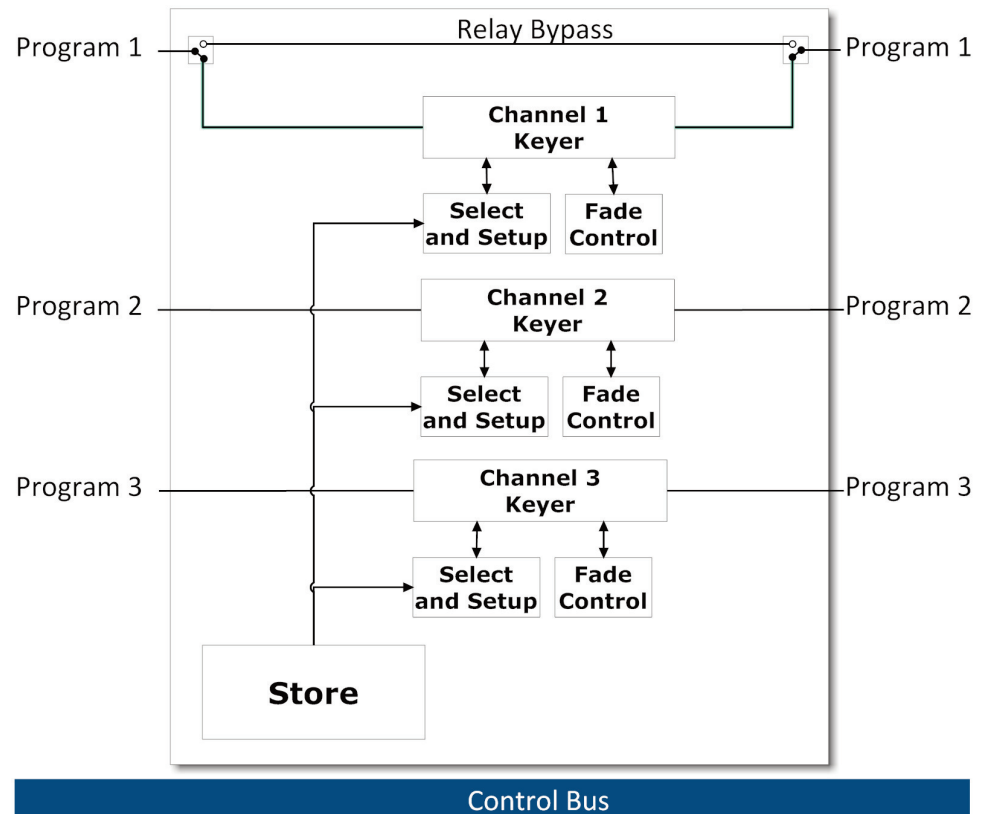 Relay Bypass
Program 1
Program 1
Channel 1
Keyer
Select
and Setup
Fade
Control
Program 2
Channel 2
Keyer
Program 2
Select
and Setup
Fade
Control
Program 3
Channel 3
Keyer
Program 3
Select
and Setup
Fade
Control
Store
Control Bus